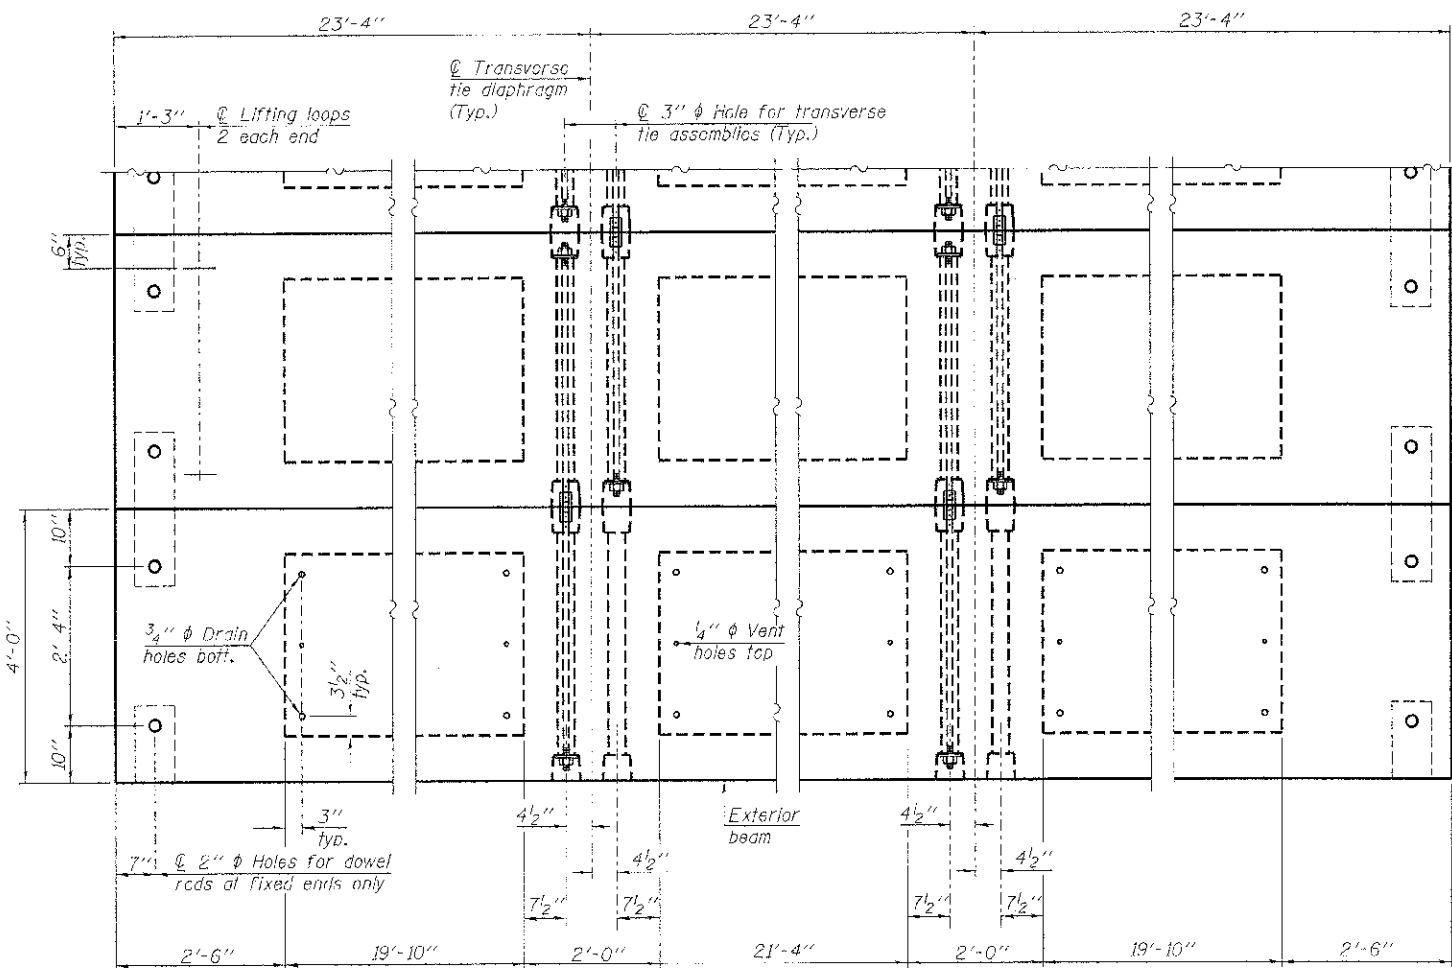 23'-4"
23'-4"
23'-4"
℄ Transverse
tie diaphragm
(Typ.)
1'-3"
℄ Lifting loops
2 each end
℄ 3" ϕ Hole for transverse
tie assemblies (Typ.)
6"
typ.
4'-0"
10"
2'-4"
10"
3/4" ϕ Drain
holes bott.
3 1/2"
typ.
1/4" ϕ Vent
holes top
3"
typ.
7"
℄ 2" ϕ Holes for dowel
rods at fixed ends only
4 1/2"
4 1/2"
Exterior
beam
4 1/2"
4 1/2"
7 1/2"
7 1/2"
7 1/2"
7 1/2"
2'-6"
19'-10"
2'-0"
21'-4"
2'-0"
19'-10"
2'-6"